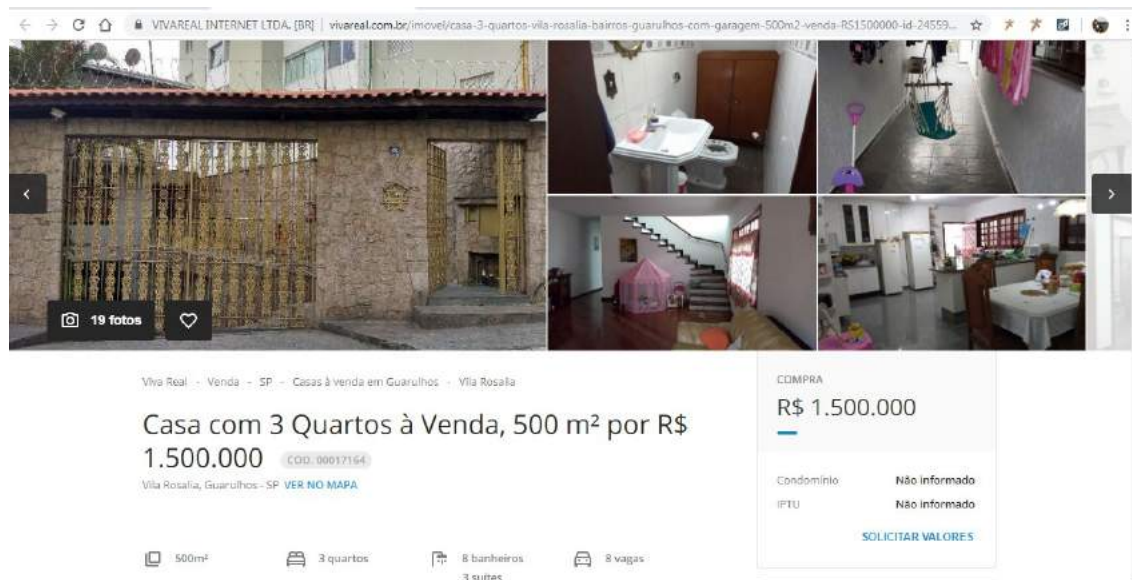 VIVAREAL INTERNET LTDA. [BR] | vivareal.com.br/imovel/casa-3-quartos-vila-rosalia-bairros-guarulhos-com-garagem-500m2-venda-RS1500000-id-24559...
19 fotos
Viva Real - Venda - SP - Casas à venda em Guarulhos - Vila Rosalia
Casa com 3 Quartos à Venda, 500 m² por R$
1.500.000 COD. 00017164
Vila Rosalia, Guarulhos - SP VER NO MAPA
500m²
3 quartos
8 banheiros
3 suítes
8 vagas
COMPRA
R$ 1.500.000
Condomínio Não informado
IPTU Não informado
SOLICITAR VALORES